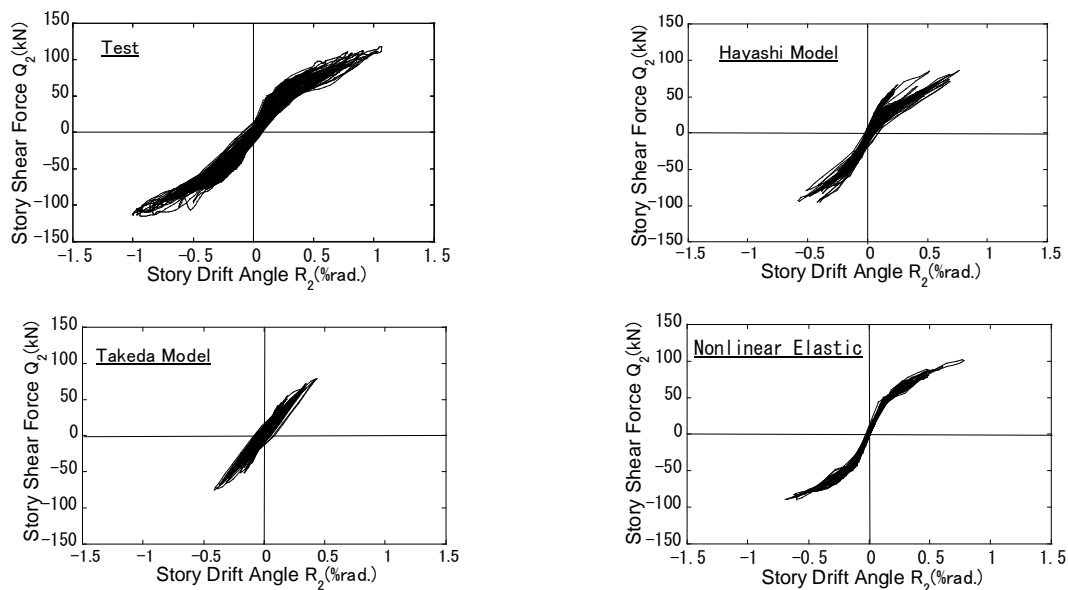 Test
Story Shear Force Q2(kN)
150
100
50
0
−50
−100
−150
−1.5 −1 −0.5 0 0.5 1 1.5
Story Drift Angle R2(%rad.)
Hayashi Model
Story Shear Force Q2(kN)
150
100
50
0
−50
−100
−150
−1.5 −1 −0.5 0 0.5 1 1.5
Story Drift Angle R2(%rad.)
Takeda Model
Story Shear Force Q2(kN)
150
100
50
0
−50
−100
−150
−1.5 −1 −0.5 0 0.5 1 1.5
Story Drift Angle R2(%rad.)
Nonlinear Elastic
Story Shear Force Q2(kN)
150
100
50
0
−50
−100
−150
−1.5 −1 −0.5 0 0.5 1 1.5
Story Drift Angle R2(%rad.)